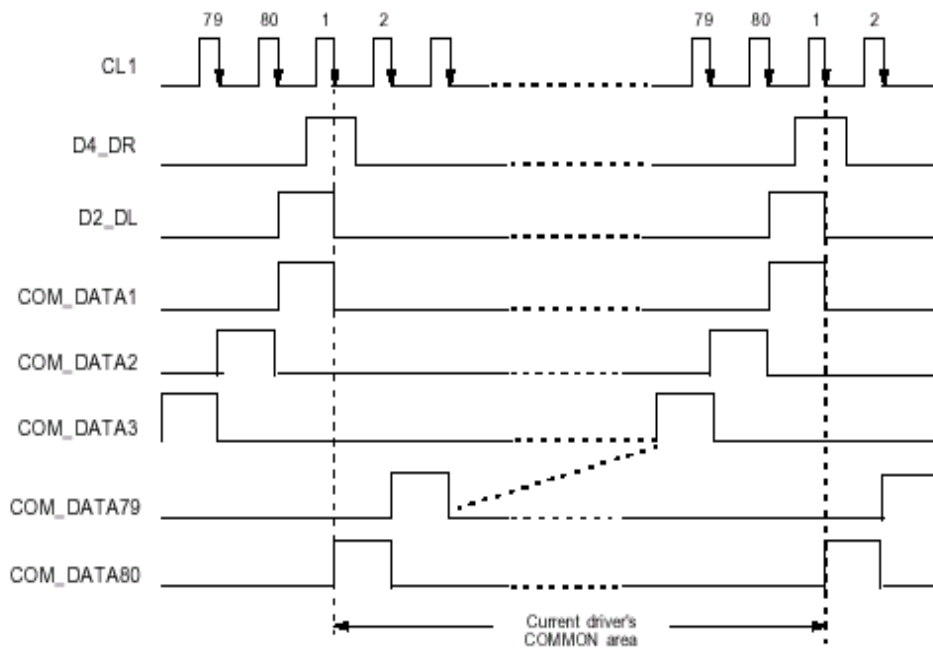 79 80 1 2 79 80 1 2
CL1
D4_DR
D2_DL
COM_DATA1
COM_DATA2
COM_DATA3
COM_DATA79
COM_DATA80
Current driver's
COMMON area